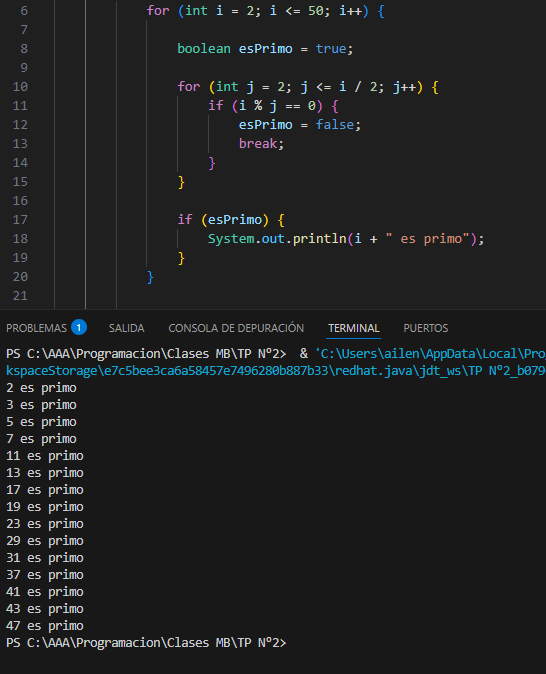 6 for (int i = 2; i <= 50; i++) {
7
8 boolean esPrimo = true;
9
10 for (int j = 2; j <= i / 2; j++) {
11 if (i % j == 0) {
12 esPrimo = false;
13 break;
14 }
15 }
16
17 if (esPrimo) {
18 System.out.println(i + " es primo");
19 }
20 }
21
PROBLEMAS 1 SALIDA CONSOLA DE DEPURACIÓN TERMINAL PUERTOS
PS C:\AAA\Programacion\Clases MB\TP Nº2> & 'C:\Users\ailen\AppData\Local\Pro
kspaceStorage\e7c5bee3ca6a58457e7496280b887b33\redhat.java\jdt_ws\TP Nº2_b079
2 es primo
3 es primo
5 es primo
7 es primo
11 es primo
13 es primo
17 es primo
19 es primo
23 es primo
29 es primo
31 es primo
37 es primo
41 es primo
43 es primo
47 es primo
PS C:\AAA\Programacion\Clases MB\TP Nº2>